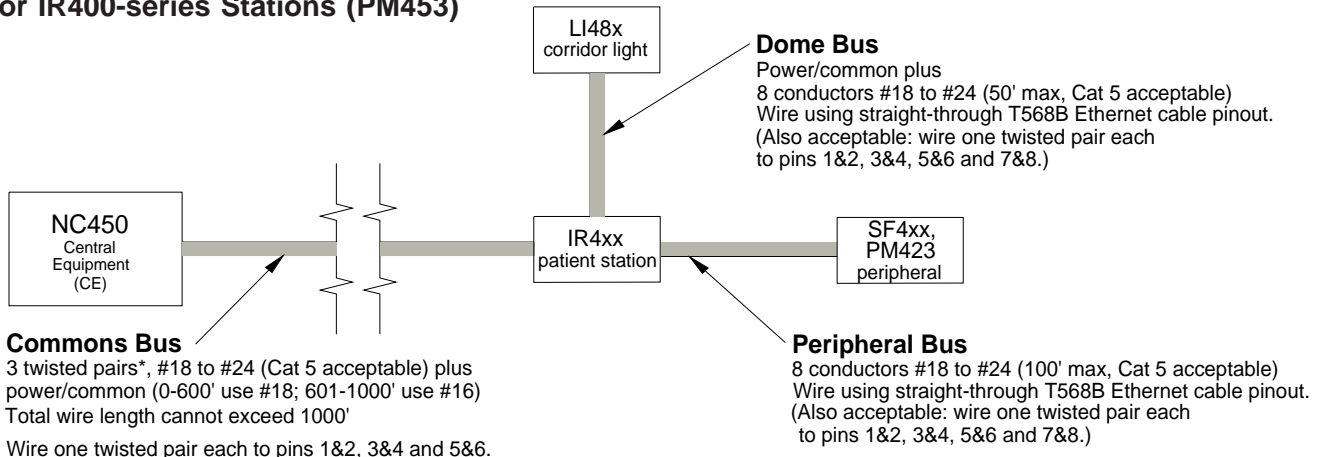 or IR400-series Stations (PM453)
LI48x
corridor light
Dome Bus
Power/common plus
8 conductors #18 to #24 (50' max, Cat 5 acceptable)
Wire using straight-through T568B Ethernet cable pinout.
(Also acceptable: wire one twisted pair each
to pins 1&2, 3&4, 5&6 and 7&8.)
NC450
Central
Equipment
(CE)
IR4xx
patient station
SF4xx,
PM423
peripheral
Commons Bus
3 twisted pairs*, #18 to #24 (Cat 5 acceptable) plus
power/common (0-600' use #18; 601-1000' use #16)
Total wire length cannot exceed 1000'
Wire one twisted pair each to pins 1&2, 3&4 and 5&6.
Peripheral Bus
8 conductors #18 to #24 (100' max, Cat 5 acceptable)
Wire using straight-through T568B Ethernet cable pinout.
(Also acceptable: wire one twisted pair each
to pins 1&2, 3&4, 5&6 and 7&8.)